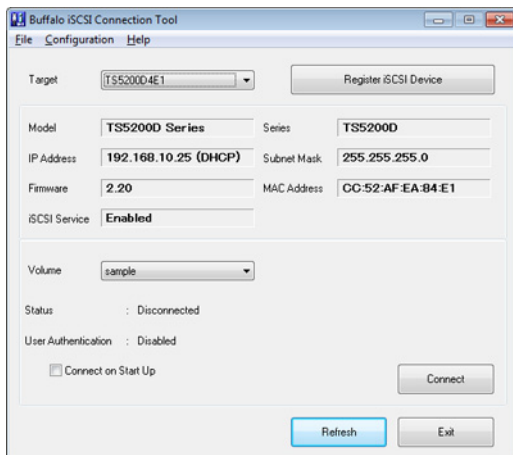 Buffalo iSCSI Connection Tool
File Configuration Help
Target TS5200D4E1 Register iSCSI Device
Model TS5200D Series Series TS5200D
IP Address 192.168.10.25 (DHCP) Subnet Mask 255.255.255.0
Firmware 2.20 MAC Address CC:52:AF:EA:84:E1
iSCSI Service Enabled
Volume sample
Status : Disconnected
User Authentication : Disabled
Connect on Start Up
Connect
Refresh Exit